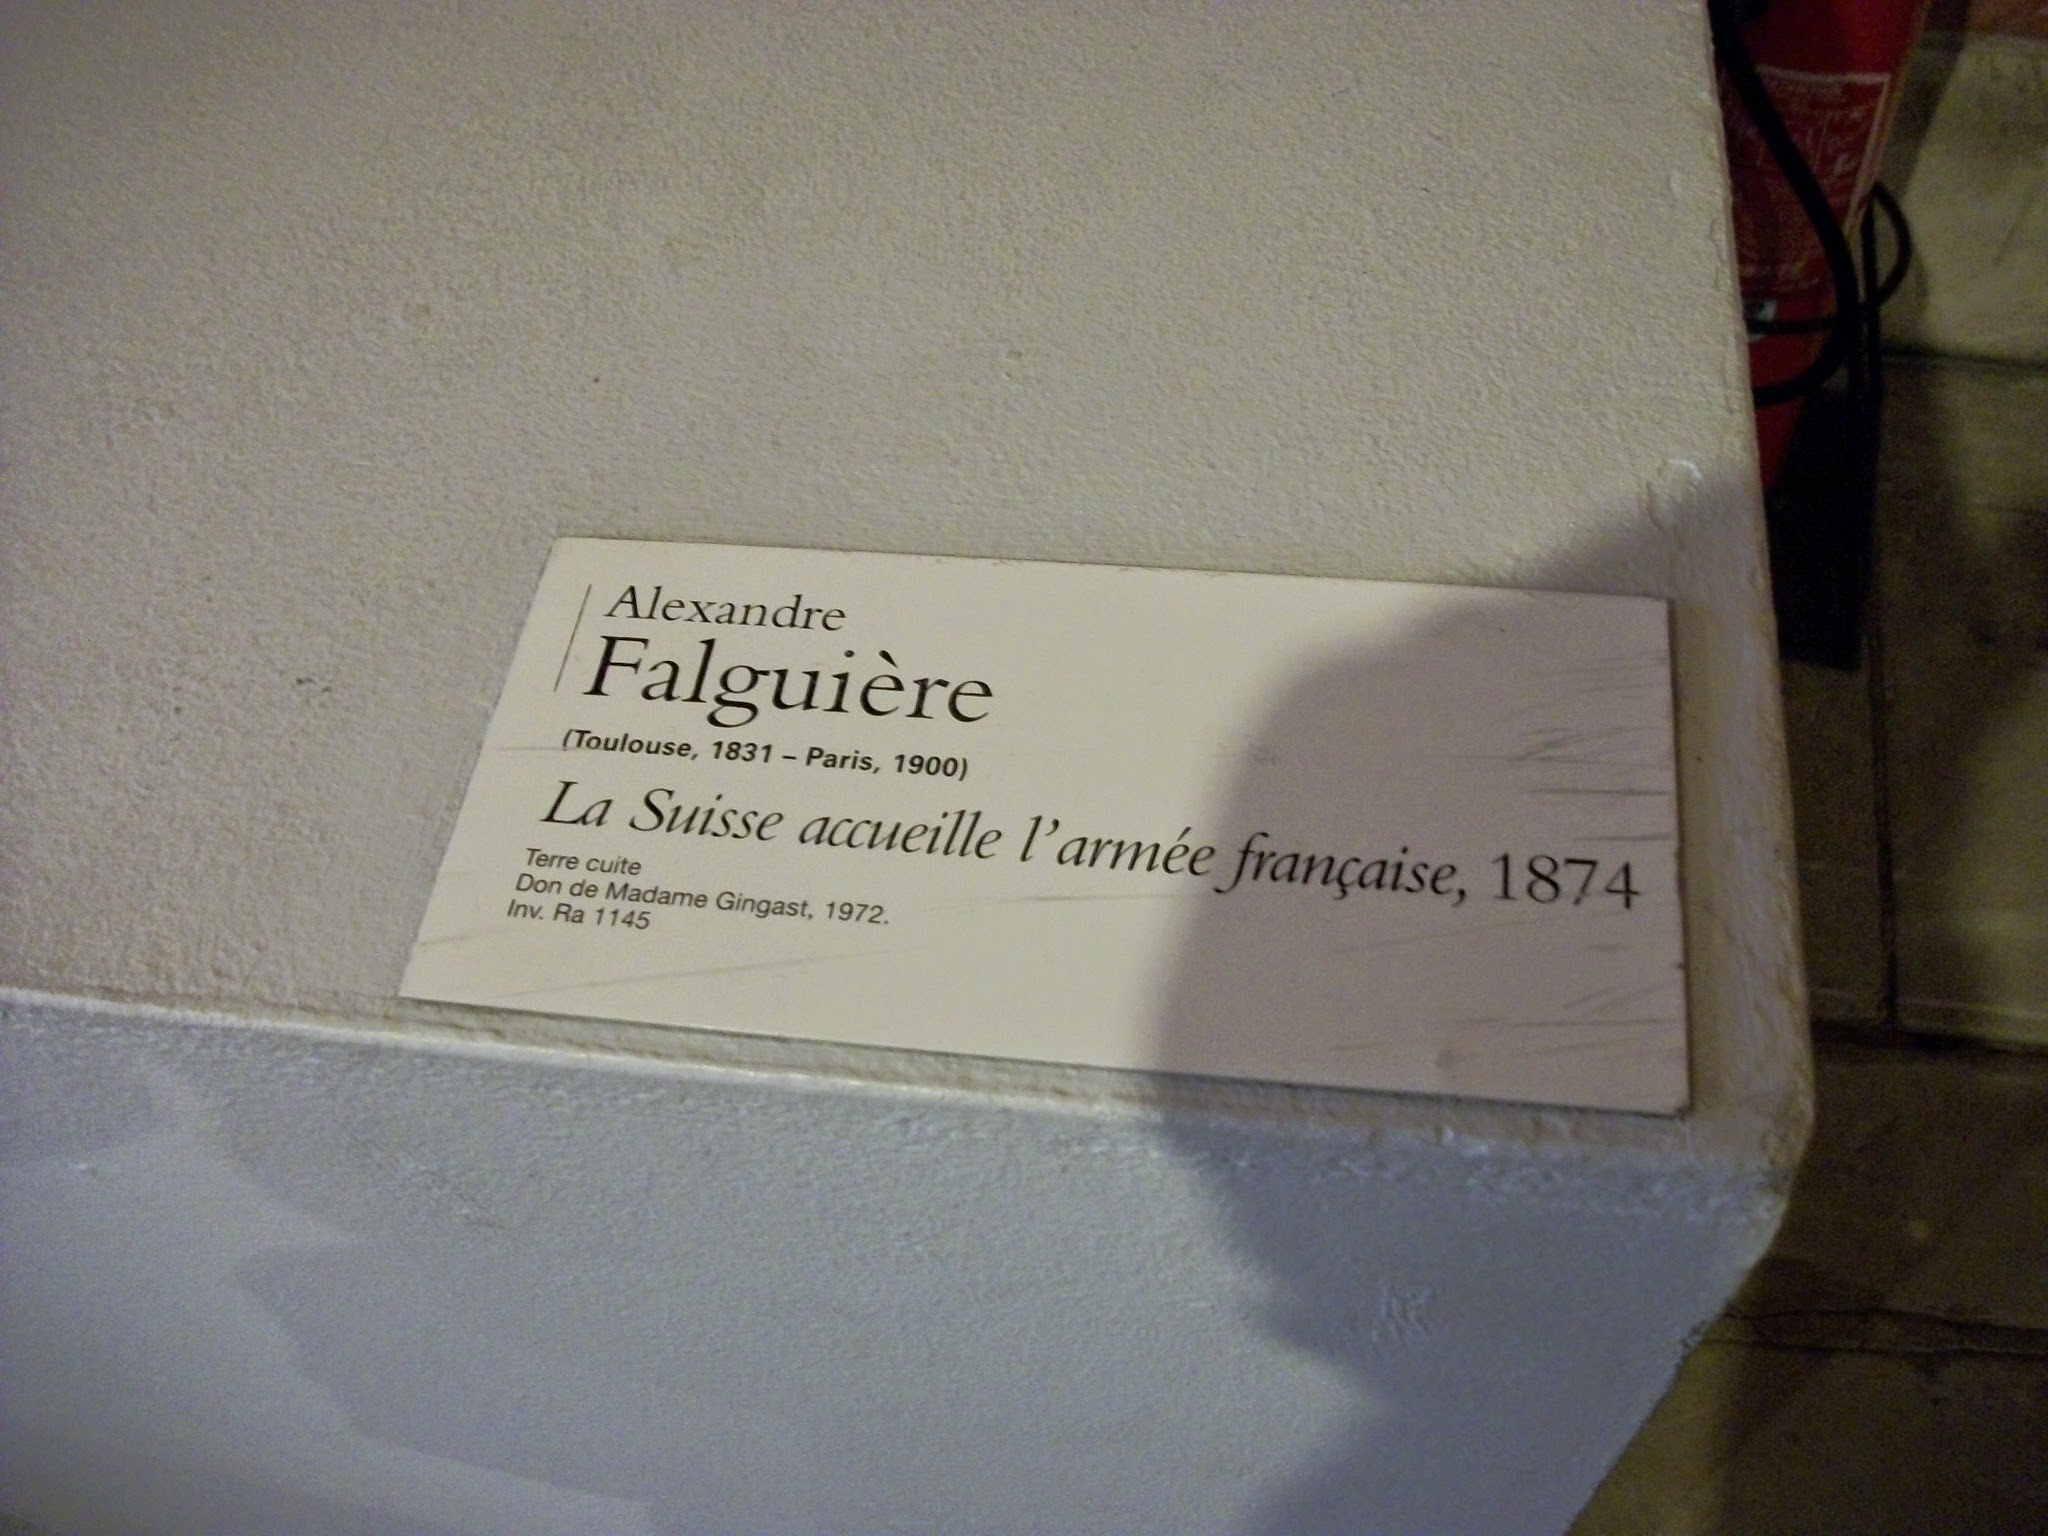 Alexandre
Falguière
(Toulouse, 1831 – Paris, 1900)
La Suisse accueille l'armée française, 1874
Terre cuite
Don de Madame Gingast, 1972.
Inv. Ra 1145